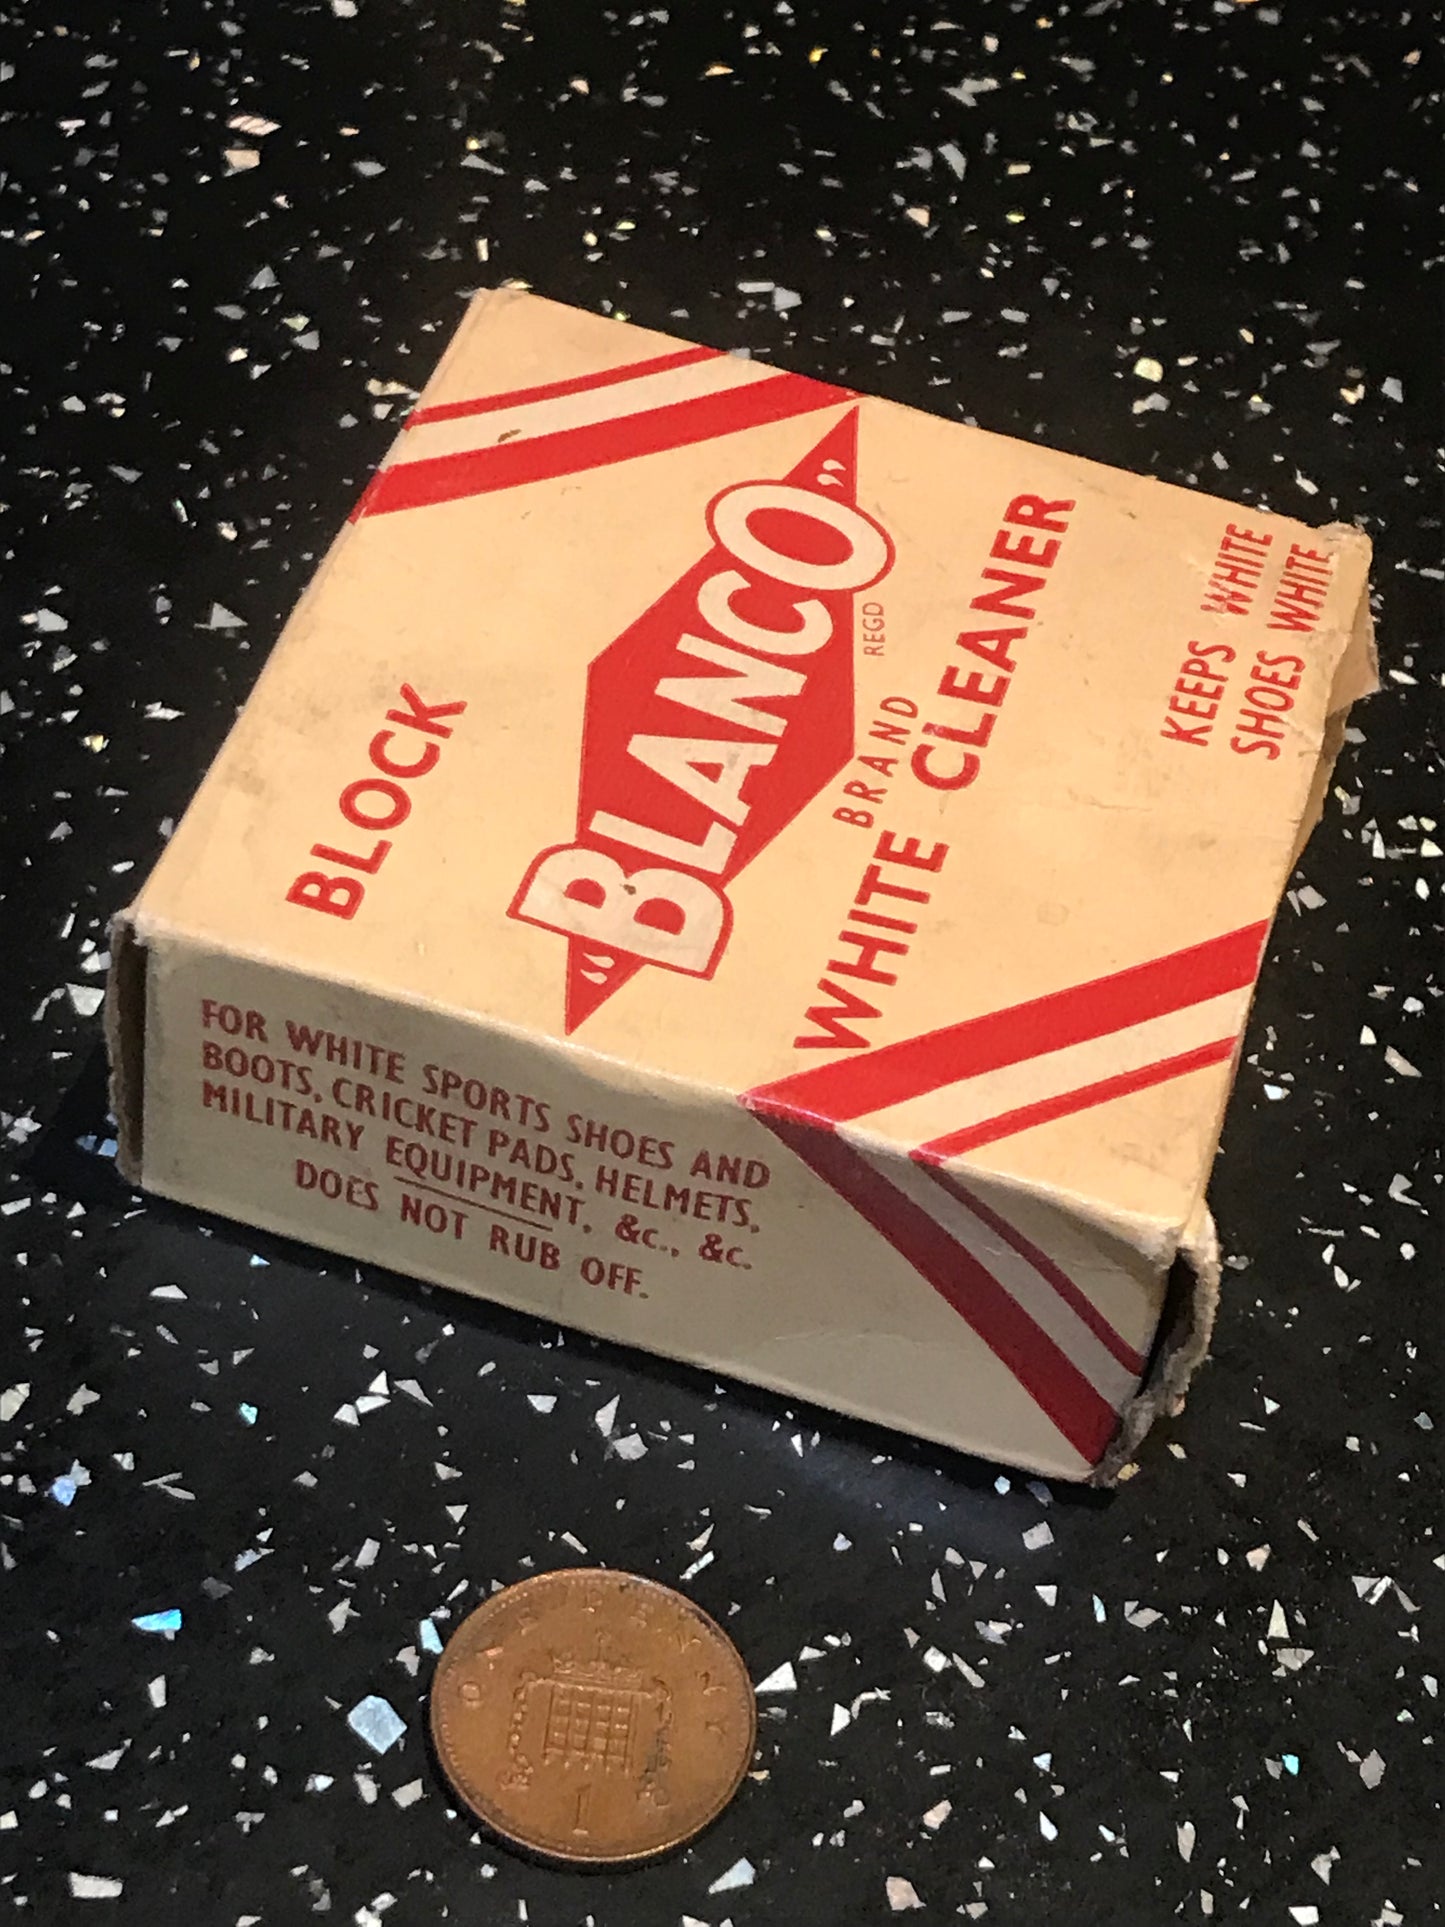 BLOCK
"BLANCO"
REGD
BRAND
WHITE CLEANER
KEEPS WHITE
SHOES WHITE
FOR WHITE SPORTS SHOES AND
BOOTS, CRICKET PADS, HELMETS,
MILITARY EQUIPMENT, &c., &c.
DOES NOT RUB OFF.
ONE PENNY
1